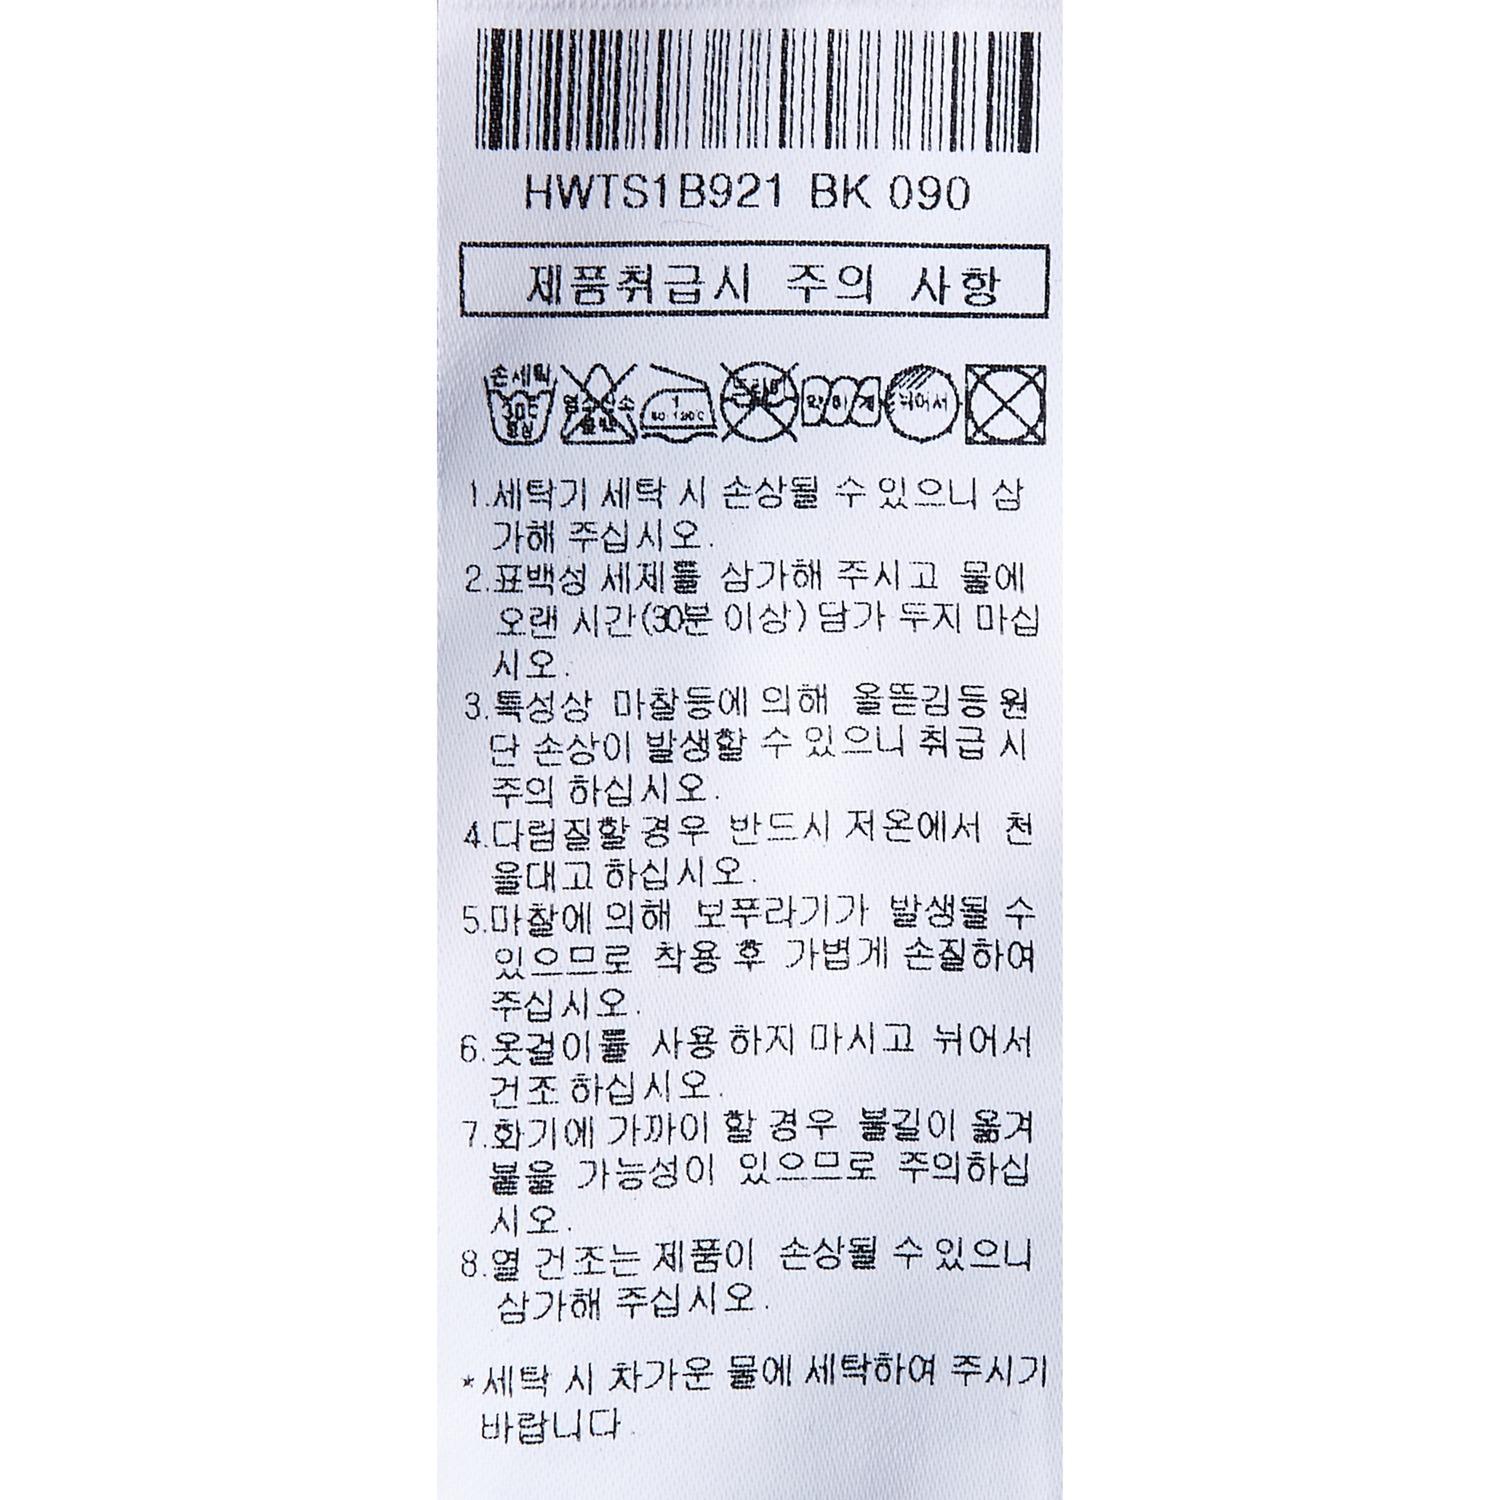 HWTS1B921 BK 090
제품취급시 주의 사항
손세탁
30℃
중성
염소산소
표백
1
80-120℃
드라이
약하게
뉘어서
1.세탁기 세탁 시 손상될 수 있으니 삼
가해 주십시오.
2.표백성 세제를 삼가해 주시고 물에
오랜 시간(30분 이상) 담가 두지 마십
시오.
3.특성상 마찰등에 의해 올뜯김등 원
단 손상이 발생할 수 있으니 취급 시
주의 하십시오.
4.다림질할 경우 반드시 저온에서 천
을대고 하십시오.
5.마찰에 의해 보푸라기가 발생될 수
있으므로 착용 후 가볍게 손질하여
주십시오.
6.옷걸이를 사용 하지 마시고 뉘어서
건조 하십시오.
7.화기에 가까이 할 경우 불길이 옮겨
붙을 가능성이 있으므로 주의하십
시오.
8.열 건조는 제품이 손상될 수 있으니
삼가해 주십시오.
*세탁 시 차가운 물에 세탁하여 주시기
바랍니다.